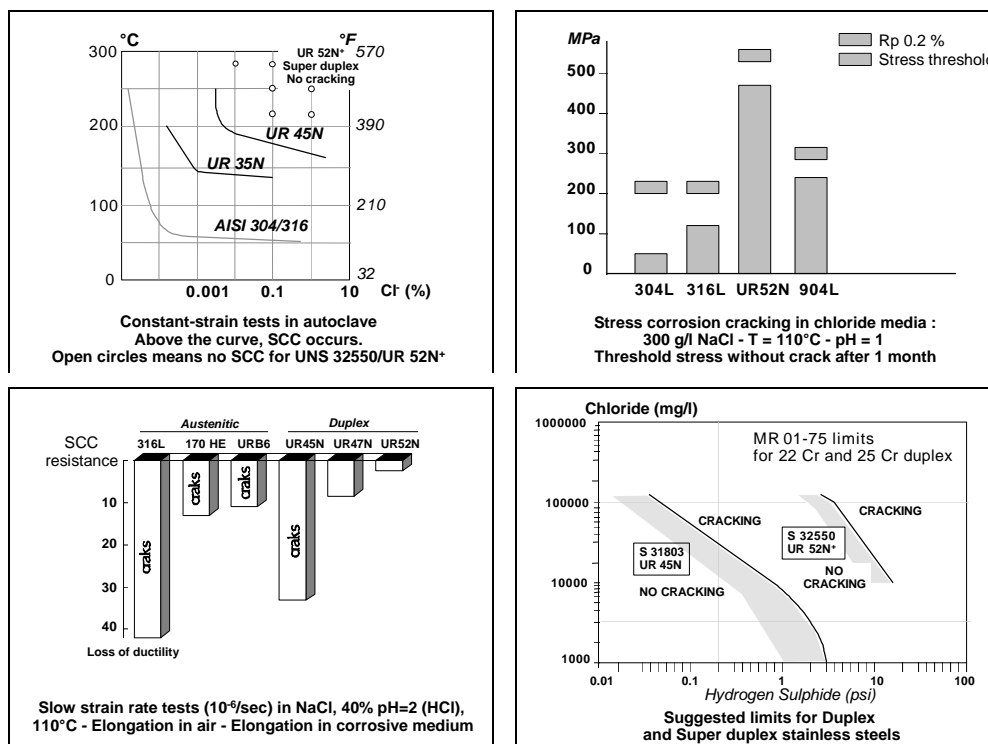 °C
°F
300
200
100
0
570
390
210
32
UR 52N⁺
Super duplex
No cracking
UR 45N
UR 35N
AISI 304/316
0.001 0.1 10 Cl⁻ (%)
Constant-strain tests in autoclave
Above the curve, SCC occurs.
Open circles means no SCC for UNS 32550/UR 52N⁺
MPa
Rp 0.2 %
Stress threshold
500
400
300
200
100
0
304L 316L UR52N 904L
Stress corrosion cracking in chloride media :
300 g/l NaCl - T = 110°C - pH = 1
Threshold stress without crack after 1 month
Austenitic Duplex
SCC
resistance
316L 170 HE URB6 UR45N UR47N UR52N
10
20
30
40
craks
craks
craks
Loss of ductility
Slow strain rate tests (10⁻⁶/sec) in NaCl, 40% pH=2 (HCl),
110°C - Elongation in air - Elongation in corrosive medium
Chloride (mg/l)
1000000
100000
10000
1000
MR 01-75 limits
for 22 Cr and 25 Cr duplex
CRACKING
CRACKING
S 31803
UR 45N
S 32550
UR 52N⁺
NO CRACKING
NO
CRACKING
0.01 0.1 1 10 100
Hydrogen Sulphide (psi)
Suggested limits for Duplex
and Super duplex stainless steels